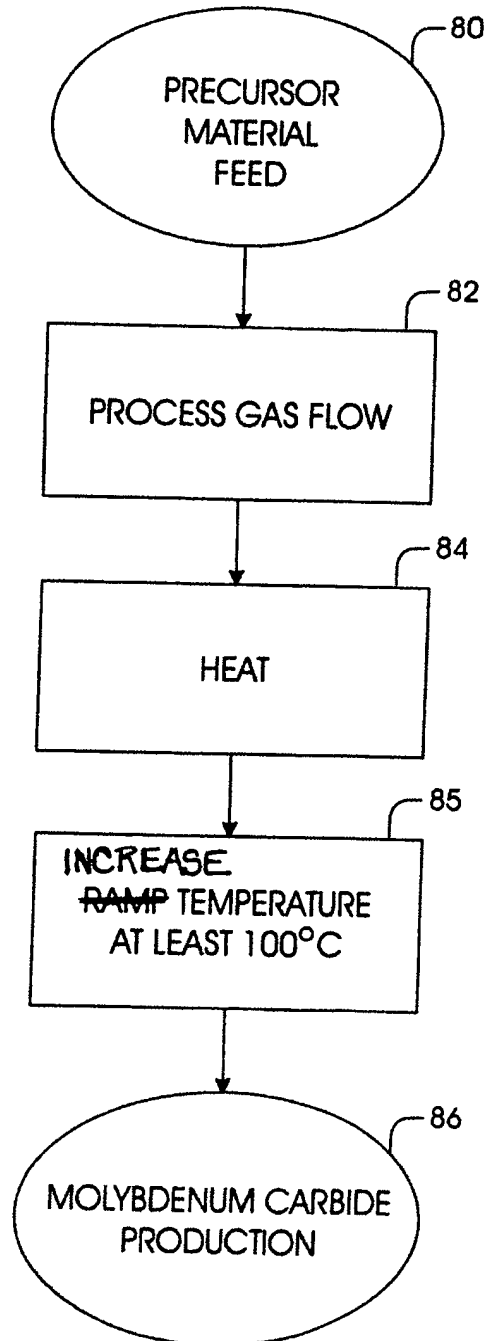 80
PRECURSOR
MATERIAL
FEED
82
PROCESS GAS FLOW
84
HEAT
85
INCREASE
RAMP TEMPERATURE
AT LEAST 100°C
86
MOLYBDENUM CARBIDE
PRODUCTION